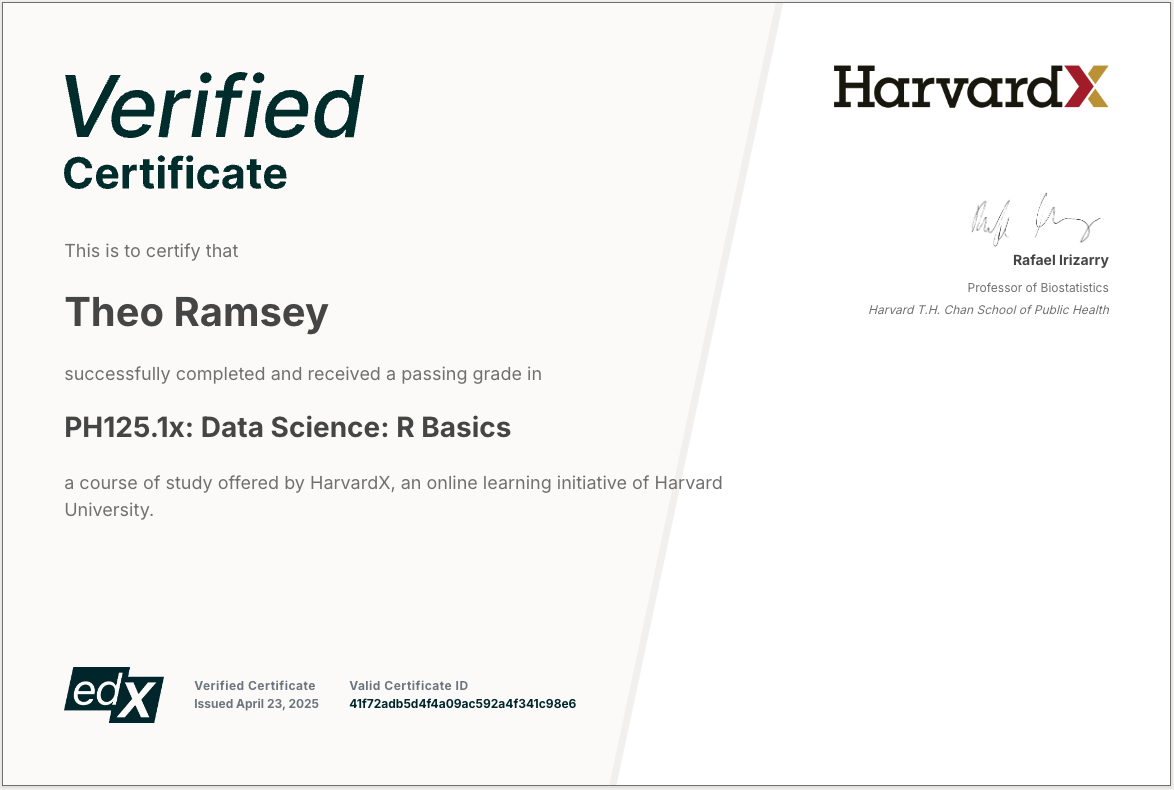 Verified
Certificate
This is to certify that
Theo Ramsey
successfully completed and received a passing grade in
PH125.1x: Data Science: R Basics
a course of study offered by HarvardX, an online learning initiative of Harvard
University.
edX
Verified Certificate
Issued April 23, 2025
Valid Certificate ID
41f72adb5d4f4a09ac592a4f341c98e6
HarvardX
Rafael Irizarry
Professor of Biostatistics
Harvard T.H. Chan School of Public Health